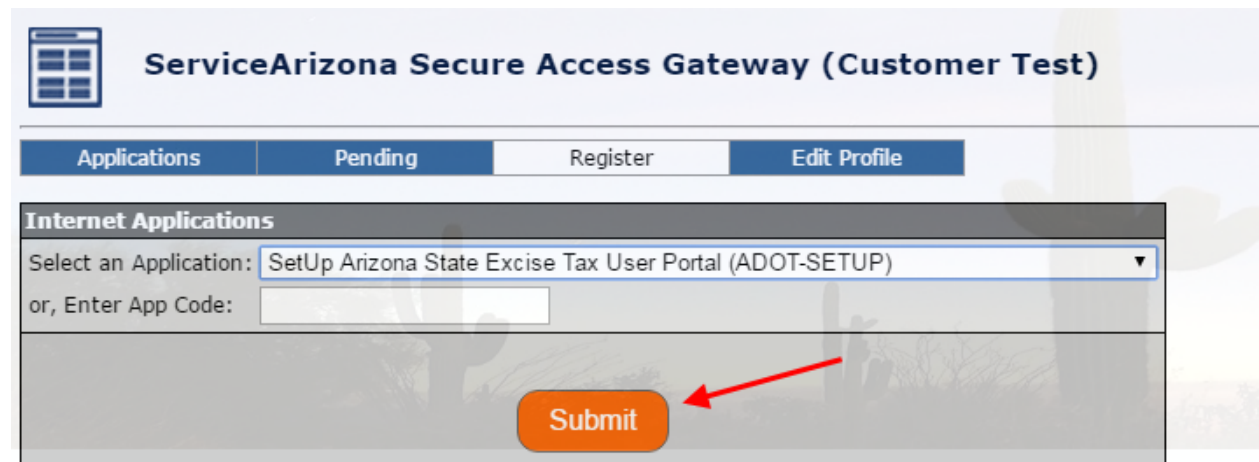 ServiceArizona Secure Access Gateway (Customer Test)
Applications Pending Register Edit Profile
Internet Applications
Select an Application: SetUp Arizona State Excise Tax User Portal (ADOT-SETUP)
or, Enter App Code:
Submit